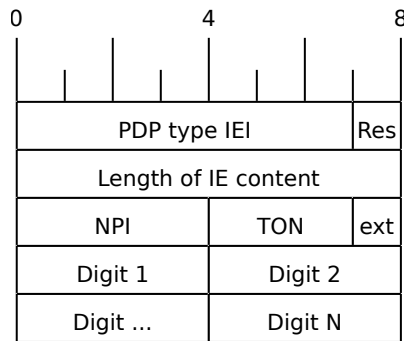 0 4 8
PDP type IEI Res
Length of IE content
NPI TON ext
Digit 1 Digit 2
Digit ... Digit N